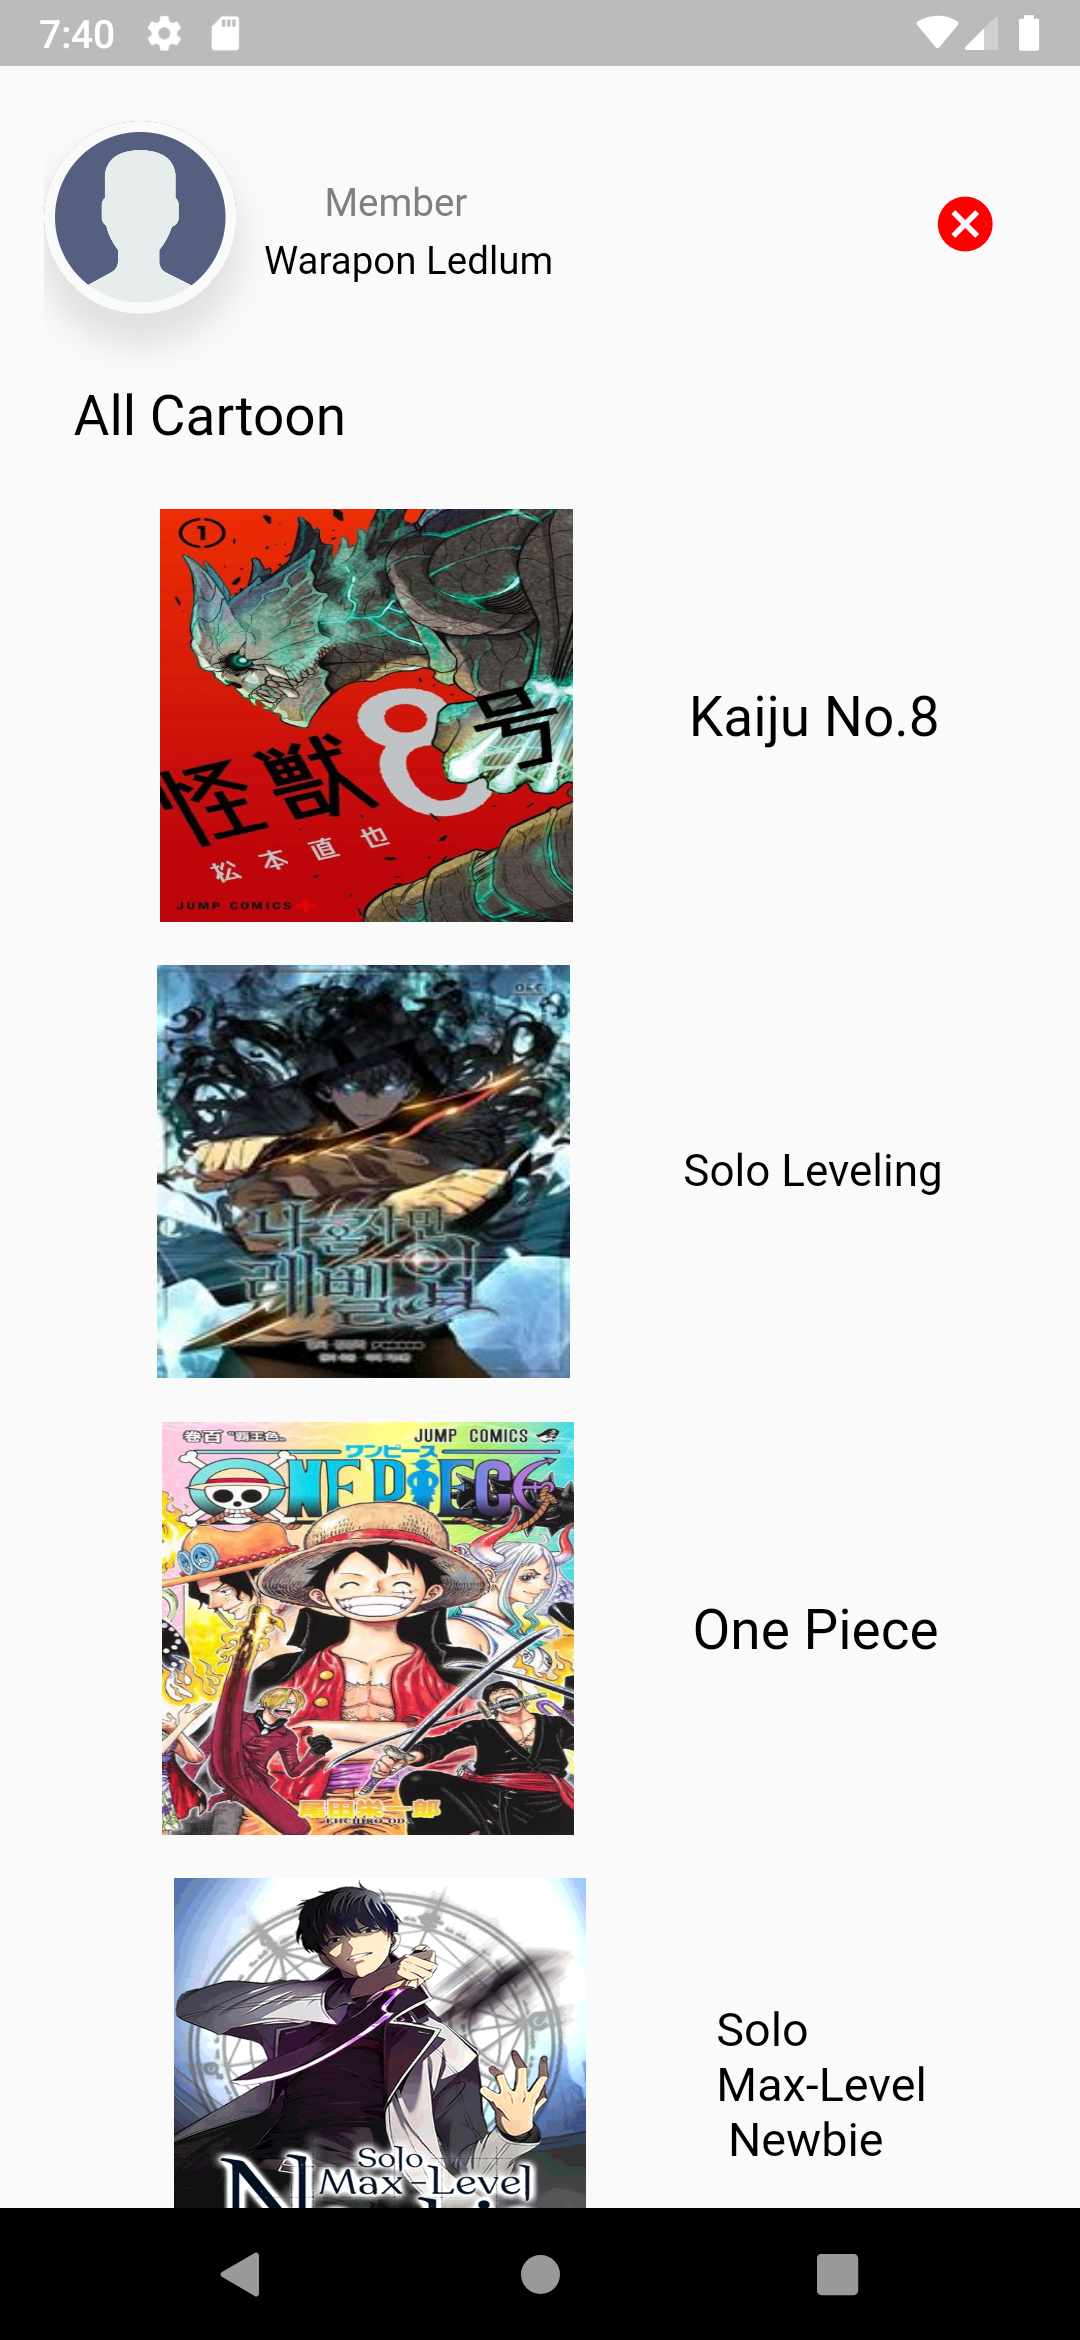 7:40
Member
Warapon Ledlum
All Cartoon
1
怪獣8号
松本直也
JUMP COMICS+
Kaiju No.8
나 혼자만
레벨업
Solo Leveling
巻百 "覇王色"
JUMP COMICS
ワンピース
ONE PIECE
尾田栄一郎
EIICHIRO ODA
One Piece
Solo
Max-Level
Solo
Max-Level
Newbie